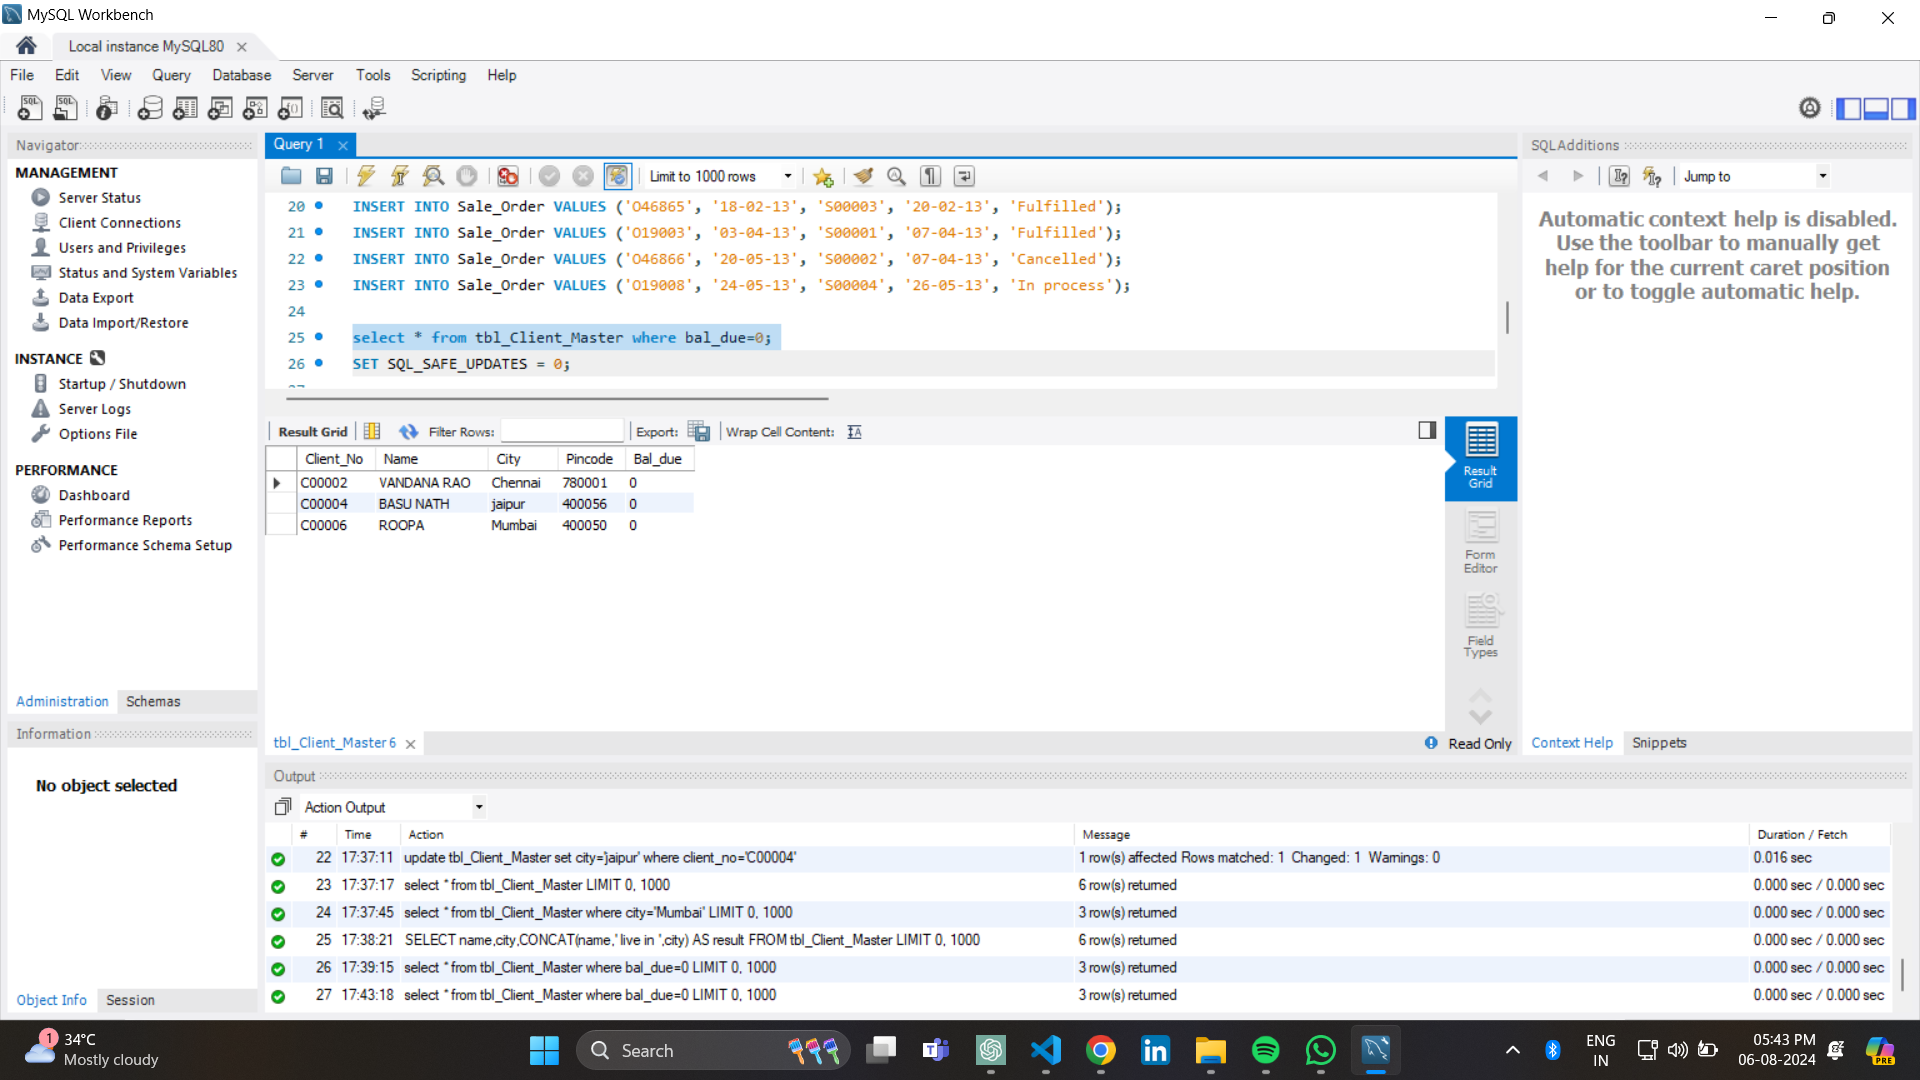 MySQL Workbench
Local instance MySQL80
File Edit View Query Database Server Tools Scripting Help
Navigator
MANAGEMENT
Server Status
Client Connections
Users and Privileges
Status and System Variables
Data Export
Data Import/Restore
INSTANCE
Startup / Shutdown
Server Logs
Options File
PERFORMANCE
Dashboard
Performance Reports
Performance Schema Setup
Administration Schemas
Information
No object selected
Object Info Session
Query 1
Limit to 1000 rows
20 INSERT INTO Sale_Order VALUES ('O46865', '18-02-13', 'S00003', '20-02-13', 'Fulfilled');
21 INSERT INTO Sale_Order VALUES ('O19003', '03-04-13', 'S00001', '07-04-13', 'Fulfilled');
22 INSERT INTO Sale_Order VALUES ('O46866', '20-05-13', 'S00002', '07-04-13', 'Cancelled');
23 INSERT INTO Sale_Order VALUES ('O19008', '24-05-13', 'S00004', '26-05-13', 'In process');
24
25 select * from tbl_Client_Master where bal_due=0;
26 SET SQL_SAFE_UPDATES = 0;
Result Grid Filter Rows: Export: Wrap Cell Content:
Client_No Name City Pincode Bal_due
C00002 VANDANA RAO Chennai 780001 0
C00004 BASU NATH jaipur 400056 0
C00006 ROOPA Mumbai 400050 0
Result
Grid
Form
Editor
Field
Types
tbl_Client_Master 6
Read Only
SQLAdditions
Jump to
Automatic context help is disabled.
Use the toolbar to manually get
help for the current caret position
or to toggle automatic help.
Context Help Snippets
Output
Action Output
# Time Action Message Duration / Fetch
22 17:37:11 update tbl_Client_Master set city='jaipur' where client_no='C00004' 1 row(s) affected Rows matched: 1 Changed: 1 Warnings: 0 0.016 sec
23 17:37:17 select * from tbl_Client_Master LIMIT 0, 1000 6 row(s) returned 0.000 sec / 0.000 sec
24 17:37:45 select * from tbl_Client_Master where city='Mumbai' LIMIT 0, 1000 3 row(s) returned 0.000 sec / 0.000 sec
25 17:38:21 SELECT name,city,CONCAT(name,' live in ',city) AS result FROM tbl_Client_Master LIMIT 0, 1000 6 row(s) returned 0.000 sec / 0.000 sec
26 17:39:15 select * from tbl_Client_Master where bal_due=0 LIMIT 0, 1000 3 row(s) returned 0.000 sec / 0.000 sec
27 17:43:18 select * from tbl_Client_Master where bal_due=0 LIMIT 0, 1000 3 row(s) returned 0.000 sec / 0.000 sec
1
34°C
Mostly cloudy
Search
ENG
IN
05:43 PM
06-08-2024
PRE